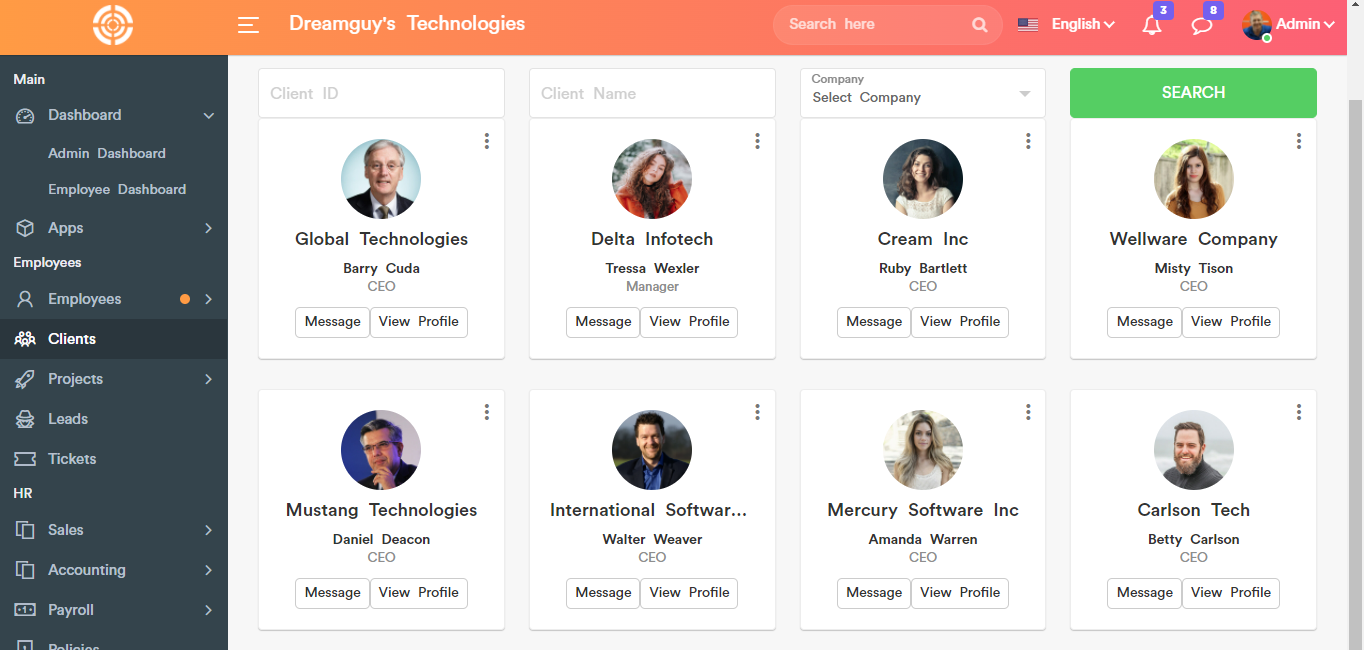 Dreamguy's Technologies
Search here
English
3
8
Admin
Main
Dashboard
Admin Dashboard
Employee Dashboard
Apps
Employees
Employees
Clients
Projects
Leads
Tickets
HR
Sales
Accounting
Payroll
Policies
Client ID
Client Name
Company
Select Company
SEARCH
Global Technologies
Barry Cuda
CEO
Message
View Profile
Delta Infotech
Tressa Wexler
Manager
Message
View Profile
Cream Inc
Ruby Bartlett
CEO
Message
View Profile
Wellware Company
Misty Tison
CEO
Message
View Profile
Mustang Technologies
Daniel Deacon
CEO
Message
View Profile
International Softwar...
Walter Weaver
CEO
Message
View Profile
Mercury Software Inc
Amanda Warren
CEO
Message
View Profile
Carlson Tech
Betty Carlson
CEO
Message
View Profile